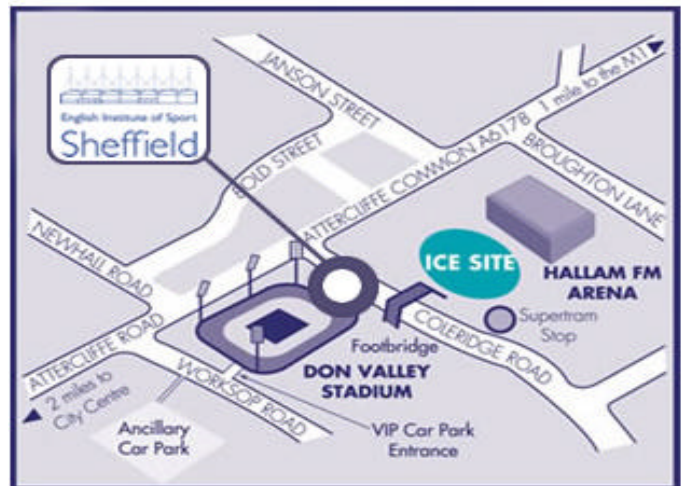 English Institute of Sport
Sheffield
JANSON STREET
1 mile to the M1
BOLD STREET
ATTERCLIFFE COMMON A6178
BROUGHTON LANE
NEWHALL ROAD
ICE SITE
HALLAM FM
ARENA
Supertram
Stop
Footbridge
COLERIDGE ROAD
ATTERCLIFFE ROAD
DON VALLEY
STADIUM
WORKSOP ROAD
2 miles to
City Centre
Ancillary
Car Park
VIP Car Park
Entrance